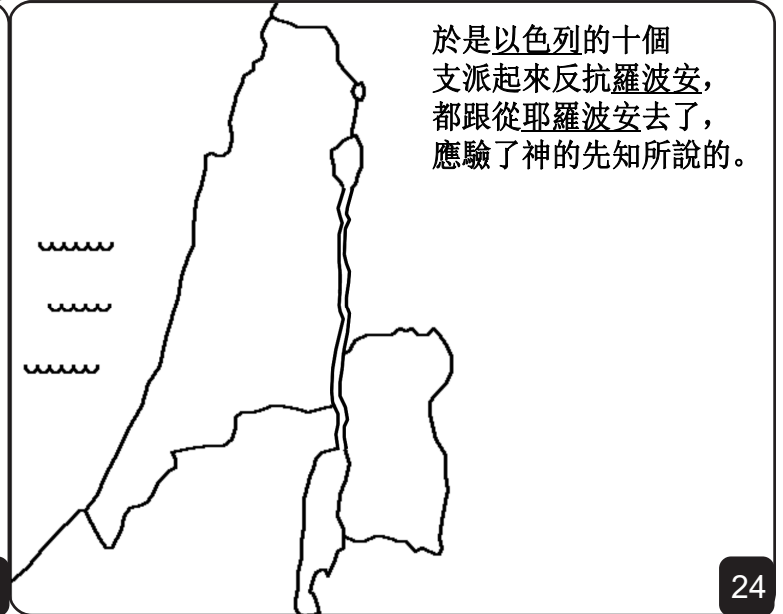 於是以色列的十個
支派起來反抗羅波安，
都跟從耶羅波安去了，
應驗了神的先知所說的。
24